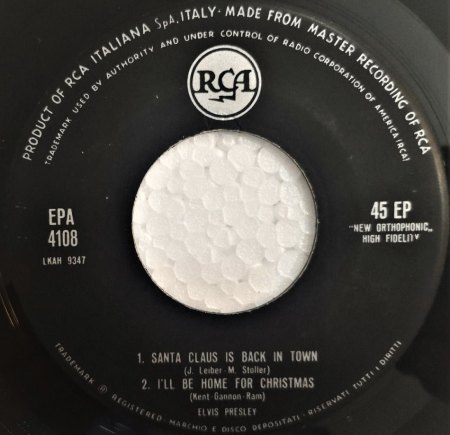 PRODUCT OF RCA ITALIANA SpA, ITALY · MADE FROM MASTER RECORDING OF RCA
TRADEMARK USED BY AUTHORITY AND UNDER CONTROL OF RADIO CORPORATION OF AMERICA (RCA)
RCA
EPA
4108
LKAH 9347
45 EP
"NEW ORTHOPHONIC„
HIGH FIDELITY
1. SANTA CLAUS IS BACK IN TOWN
(J. Leiber - M. Stoller)
2. I'LL BE HOME FOR CHRISTMAS
(Kent - Gannon - Ram)
ELVIS PRESLEY
TRADEMARK ® REGISTERED - MARCHIO E DISCO DEPOSITATI - RISERVATI TUTTI I DIRITTI